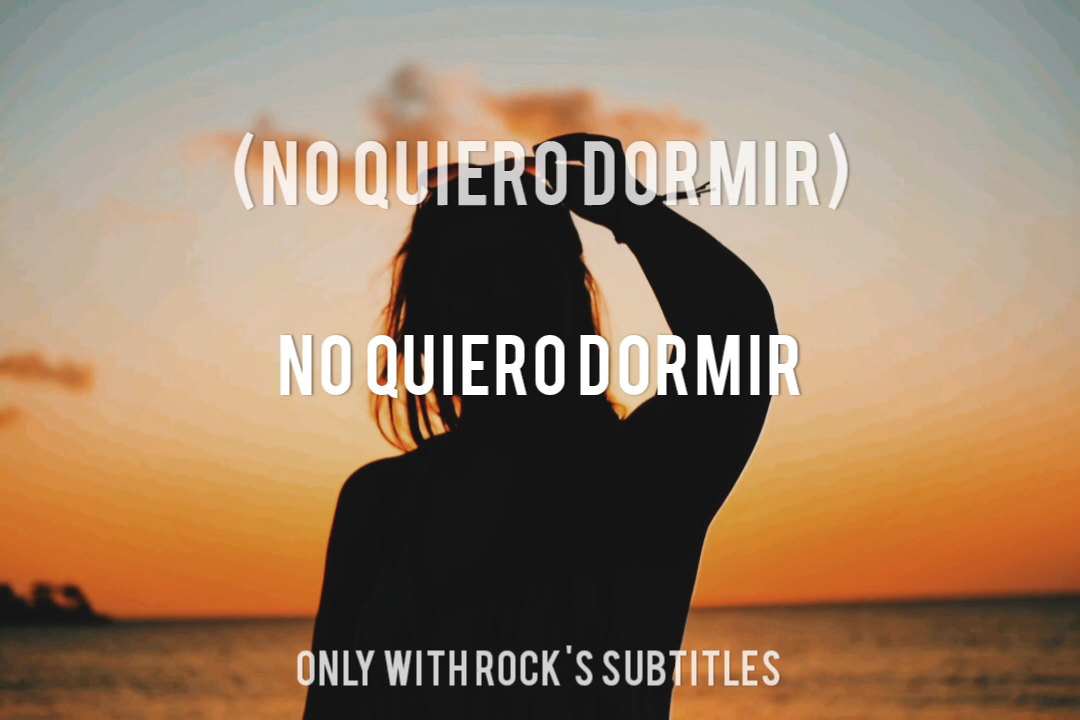 (NO QUIERO DORMIR)
NO QUIERO DORMIR
ONLY WITH ROCK'S SUBTITLES